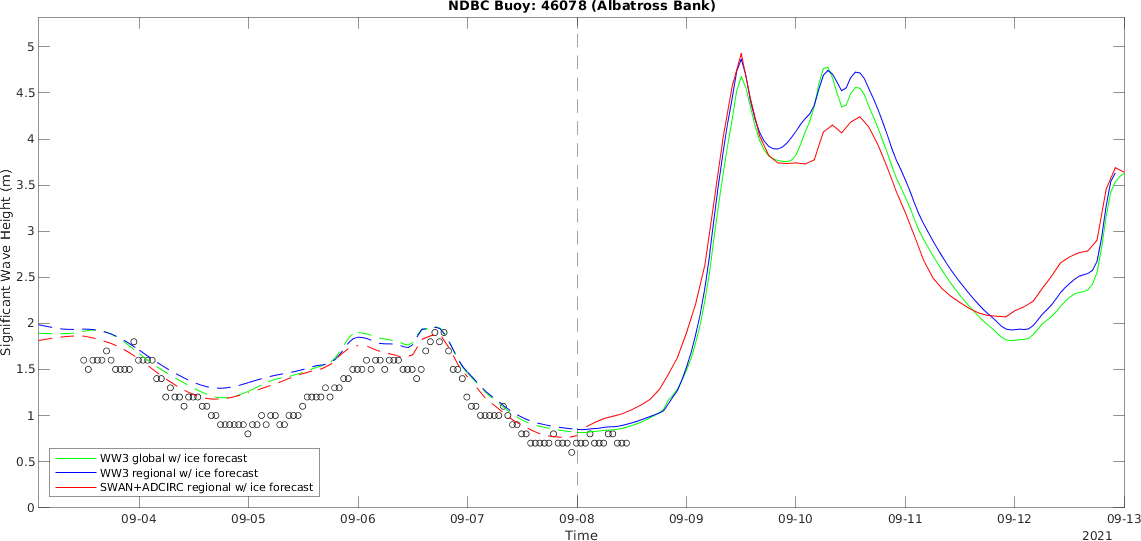 NDBC Buoy: 46078 (Albatross Bank)
5
4.5
4
3.5
3
2.5
2
1.5
1
0.5
0
Significant Wave Height (m)
WW3 global w/ ice forecast
WW3 regional w/ ice forecast
SWAN+ADCIRC regional w/ ice forecast
09-04 09-05 09-06 09-07 09-08 09-09 09-10 09-11 09-12 09-13
Time
2021